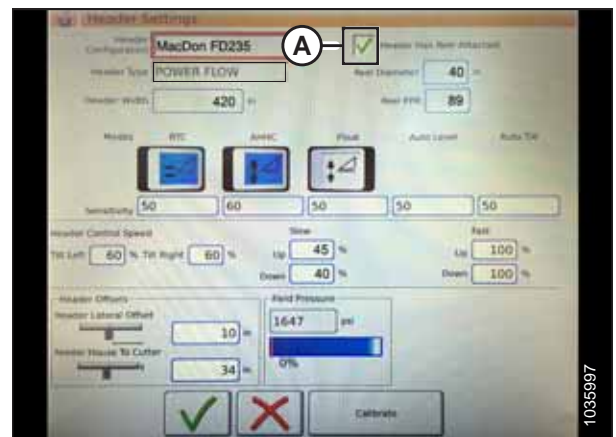 Header Settings
Header Configuration MacDon FD235 A Header Has Reel Attached
Header Type POWER FLOW Reel Diameter 40 in
Header Width 420 in Reel PPR 89
Modes RTC AHHC Float Auto Level Auto Tilt
Sensitivity 50 60 50 50 50
Header Control Speed Slow Fast
Tilt Left 60 % Tilt Right 60 % Up 45 % Up 100 %
Down 40 % Down 100 %
Header Offsets Field Pressure
Header Lateral Offset 10 in 1647 psi
Feeder House To Cutter 34 in 0%
Calibrate
1035997